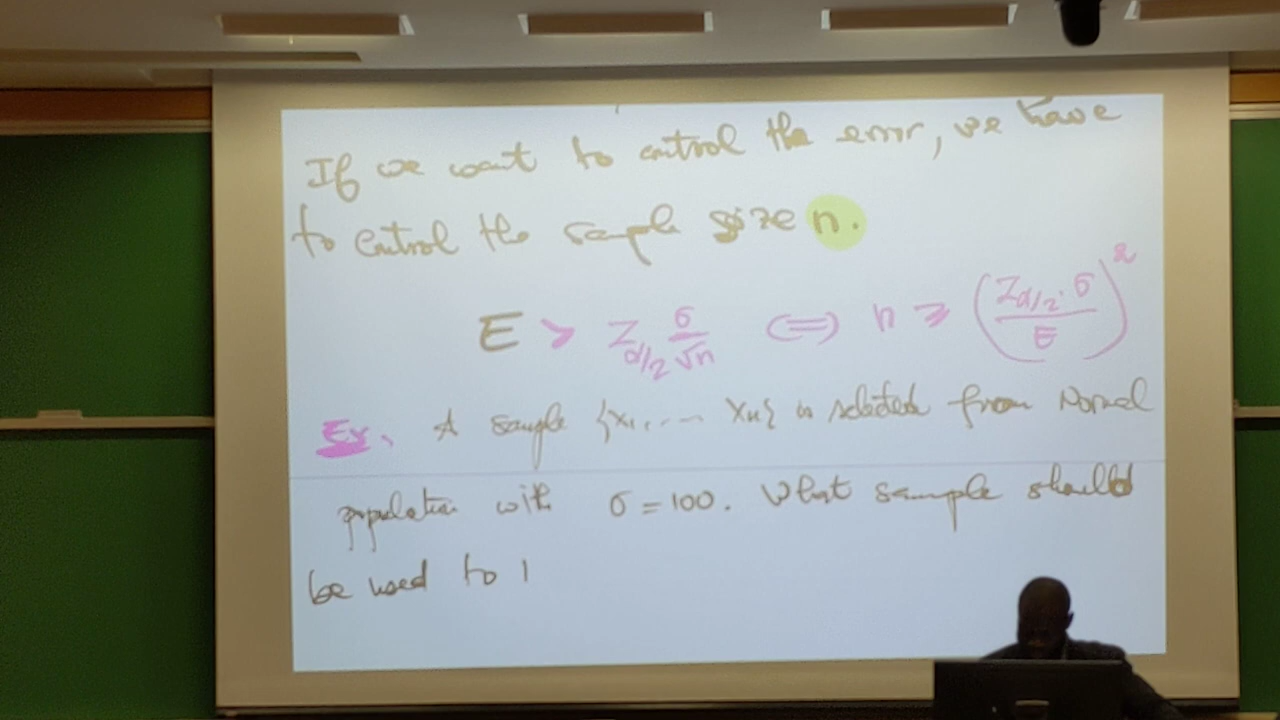 If we want to control the error, we have
to control the sample size n.
E > Z_{α/2} σ/√n ⟺ n ≥ (Z_{α/2} · σ / E)^2
Ex. A sample {x₁, .... xₙ} is selected from Normal
population with σ = 100. What sample should
be used to